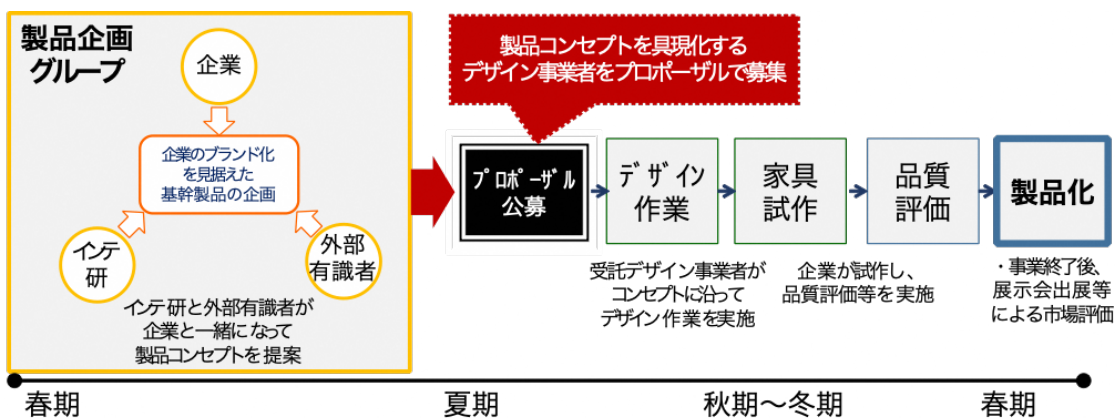 製品企画
グループ
企業
企業のブランド化
を見据えた
基幹製品の企画
インテ
研
外部
有識者
インテ研と外部有識者が
企業と一緒になって
製品コンセプトを提案
製品コンセプトを具現化する
デザイン事業者をプロポーザルで募集
ﾌﾟﾛﾎﾟｰｻﾞﾙ
公募
ﾃﾞｻﾞｲﾝ
作業
家具
試作
品質
評価
製品化
受託デザイン事業者が
コンセプトに沿って
デザイン作業を実施
企業が試作し、
品質評価等を実施
・事業終了後、
展示会出展等
による市場評価
春期
夏期
秋期～冬期
春期